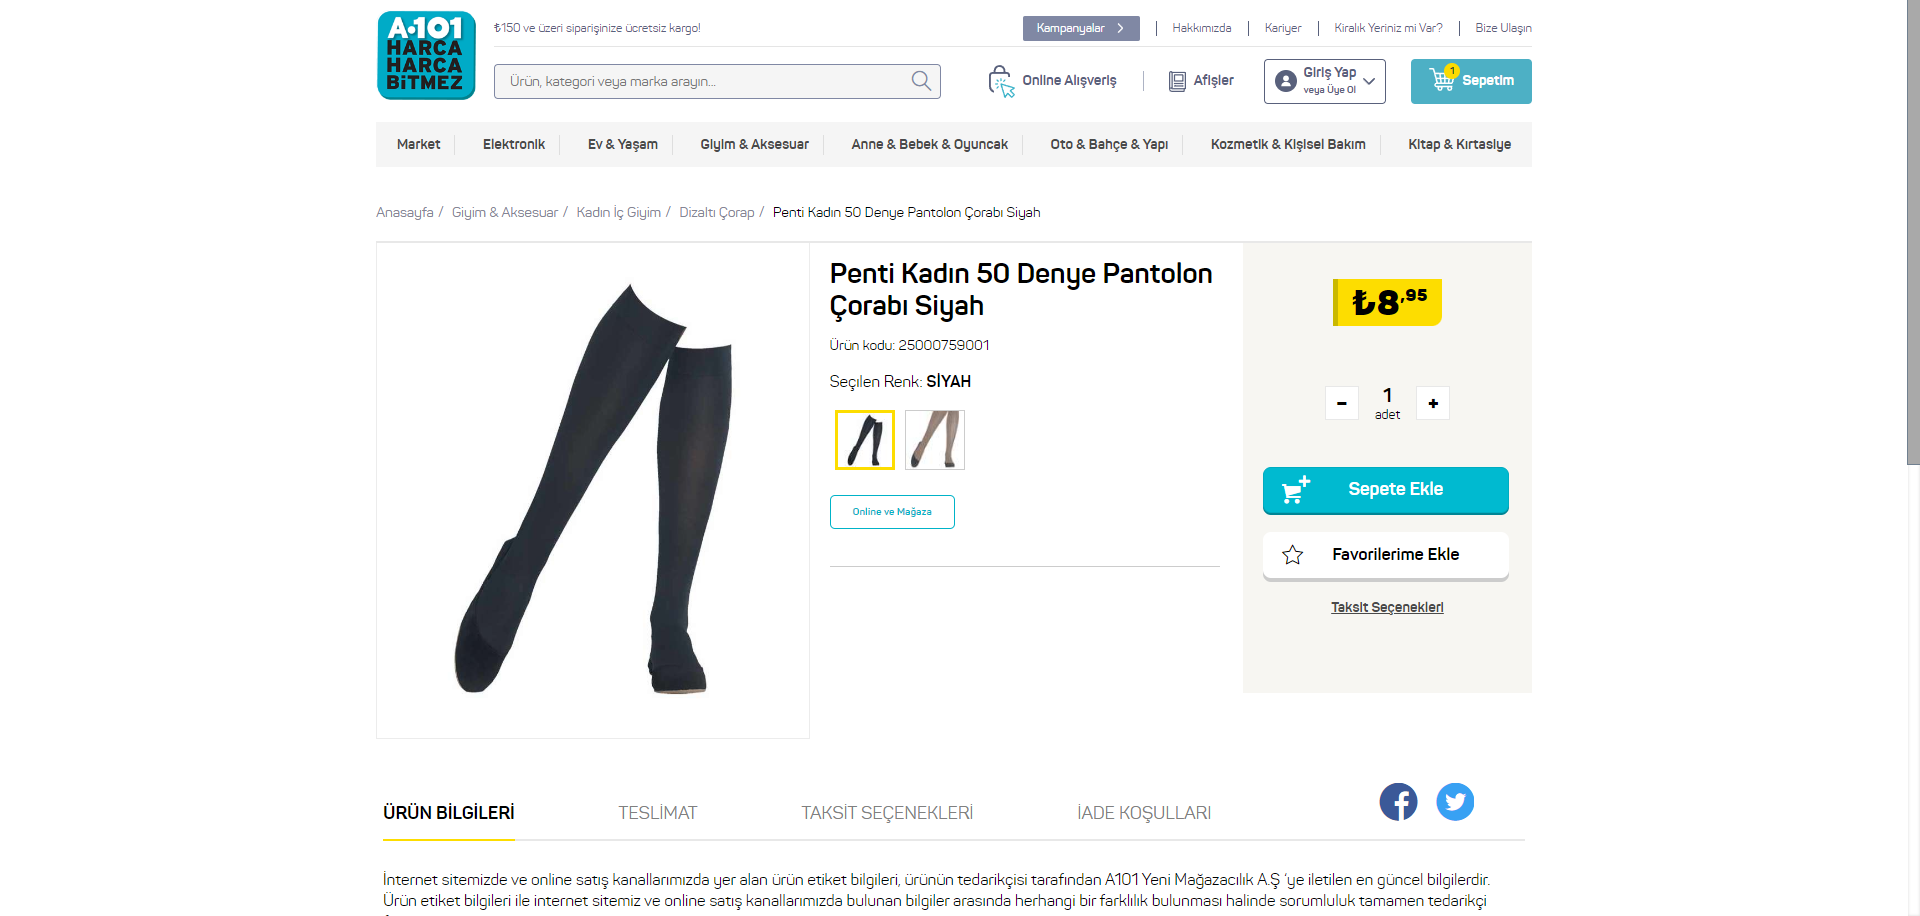 A101
HARCA
HARCA
BİTMEZ
₺150 ve üzeri siparişinize ücretsiz kargo!
Kampanyalar
Hakkımızda
Kariyer
Kiralık Yeriniz mi Var?
Bize Ulaşın
Ürün, kategori veya marka arayın...
Online Alışveriş
Afişler
Giriş Yap
veya Üye Ol
1
Sepetim
Market
Elektronik
Ev & Yaşam
Giyim & Aksesuar
Anne & Bebek & Oyuncak
Oto & Bahçe & Yapı
Kozmetik & Kişisel Bakım
Kitap & Kırtasiye
Anasayfa / Giyim & Aksesuar / Kadın İç Giyim / Dizaltı Çorap / Penti Kadın 50 Denye Pantolon Çorabı Siyah
Penti Kadın 50 Denye Pantolon
Çorabı Siyah
Ürün kodu: 25000759001
Seçilen Renk: SİYAH
Online ve Mağaza
₺8,95
- 1 +
adet
Sepete Ekle
Favorilerime Ekle
Taksit Seçenekleri
ÜRÜN BİLGİLERİ
TESLİMAT
TAKSİT SEÇENEKLERİ
İADE KOŞULLARI
İnternet sitemizde ve online satış kanallarımızda yer alan ürün etiket bilgileri, ürünün tedarikçisi tarafından A101 Yeni Mağazacılık A.Ş 'ye iletilen en güncel bilgilerdir.
Ürün etiket bilgileri ile internet sitemiz ve online satış kanallarımızda bulunan bilgiler arasında herhangi bir farklılık bulunması halinde sorumluluk tamamen tedarikçi